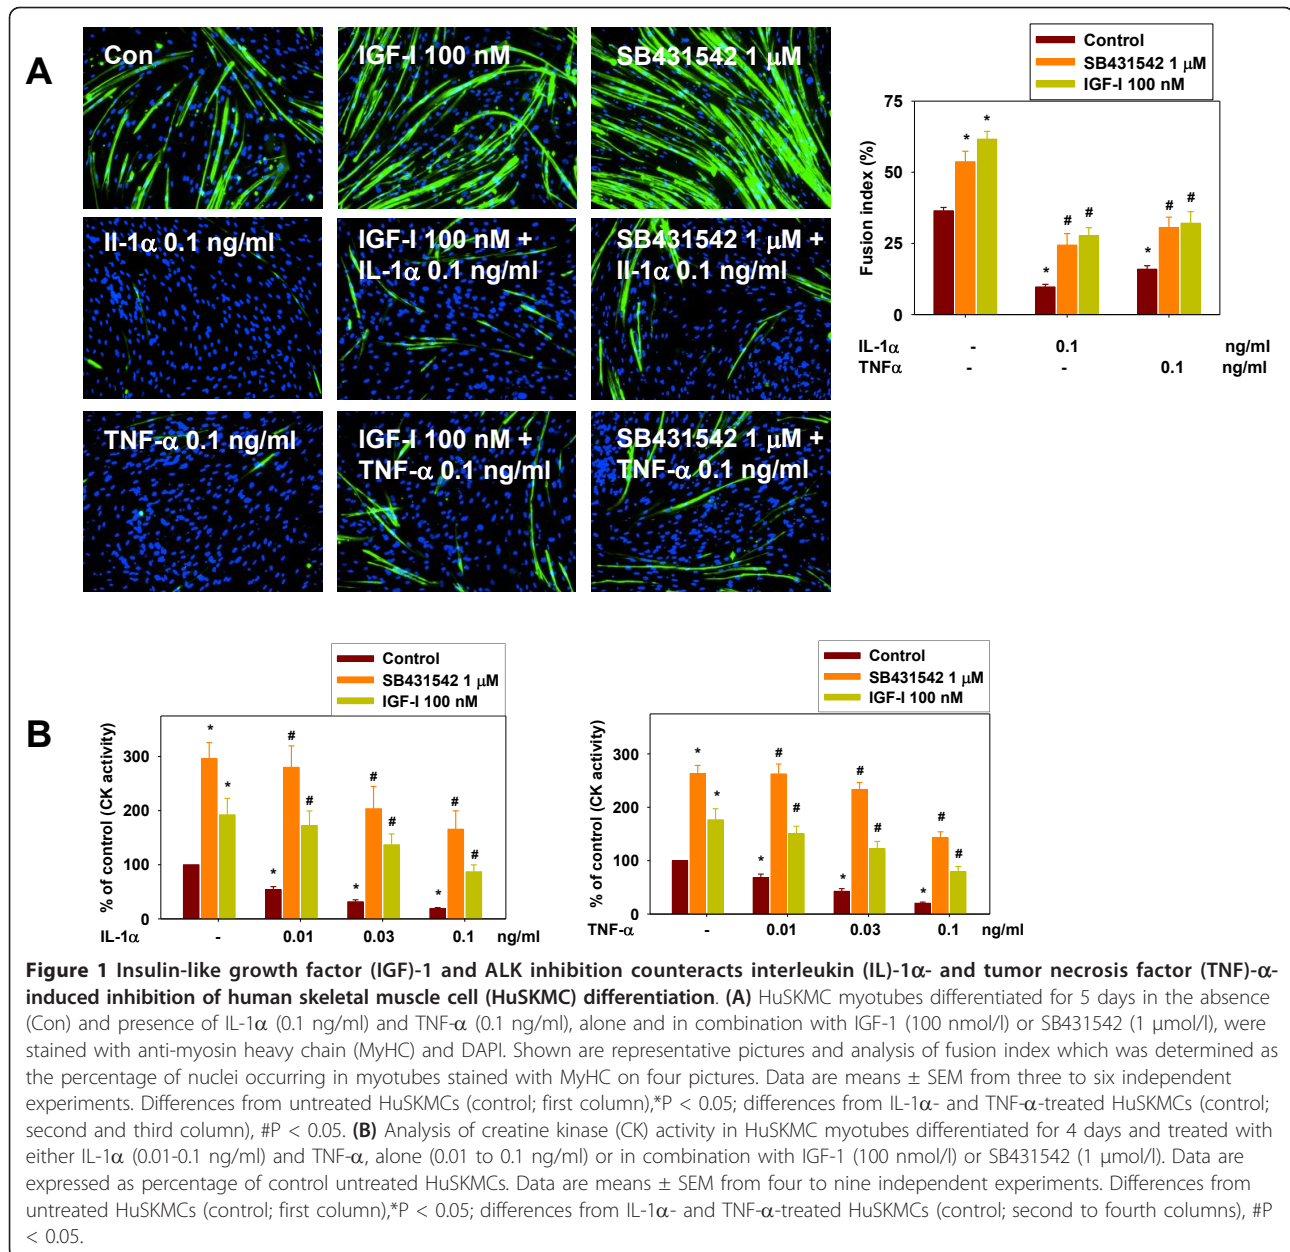 A
Con
IGF-I 100 nM
SB431542 1 μM
Il-1α 0.1 ng/ml
IGF-I 100 nM +
IL-1α 0.1 ng/ml
SB431542 1 μM +
Il-1α 0.1 ng/ml
TNF-α 0.1 ng/ml
IGF-I 100 nM +
TNF-α 0.1 ng/ml
SB431542 1 μM +
TNF-α 0.1 ng/ml
Control
SB431542 1 μM
IGF-I 100 nM
Fusion index (%)
75
50
25
0
* * * # # * # #
IL-1α - 0.1 ng/ml
TNFα - - 0.1 ng/ml
B
Control
SB431542 1 μM
IGF-I 100 nM
% of control (CK activity)
300
200
100
0
* * * # # * # # * # #
IL-1α - 0.01 0.03 0.1 ng/ml
Control
SB431542 1 μM
IGF-I 100 nM
% of control (CK activity)
300
200
100
0
* * * # # * # # * # #
TNF-α - 0.01 0.03 0.1 ng/ml
Figure 1 Insulin-like growth factor (IGF)-1 and ALK inhibition counteracts interleukin (IL)-1α- and tumor necrosis factor (TNF)-α-
induced inhibition of human skeletal muscle cell (HuSKMC) differentiation. (A) HuSKMC myotubes differentiated for 5 days in the absence
(Con) and presence of IL-1α (0.1 ng/ml) and TNF-α (0.1 ng/ml), alone and in combination with IGF-1 (100 nmol/l) or SB431542 (1 μmol/l), were
stained with anti-myosin heavy chain (MyHC) and DAPI. Shown are representative pictures and analysis of fusion index which was determined as
the percentage of nuclei occurring in myotubes stained with MyHC on four pictures. Data are means ± SEM from three to six independent
experiments. Differences from untreated HuSKMCs (control; first column),*P < 0.05; differences from IL-1α- and TNF-α-treated HuSKMCs (control;
second and third column), #P < 0.05. (B) Analysis of creatine kinase (CK) activity in HuSKMC myotubes differentiated for 4 days and treated with
either IL-1α (0.01-0.1 ng/ml) and TNF-α, alone (0.01 to 0.1 ng/ml) or in combination with IGF-1 (100 nmol/l) or SB431542 (1 μmol/l). Data are
expressed as percentage of control untreated HuSKMCs. Data are means ± SEM from four to nine independent experiments. Differences from
untreated HuSKMCs (control; first column),*P < 0.05; differences from IL-1α- and TNF-α-treated HuSKMCs (control; second to fourth columns), #P
< 0.05.